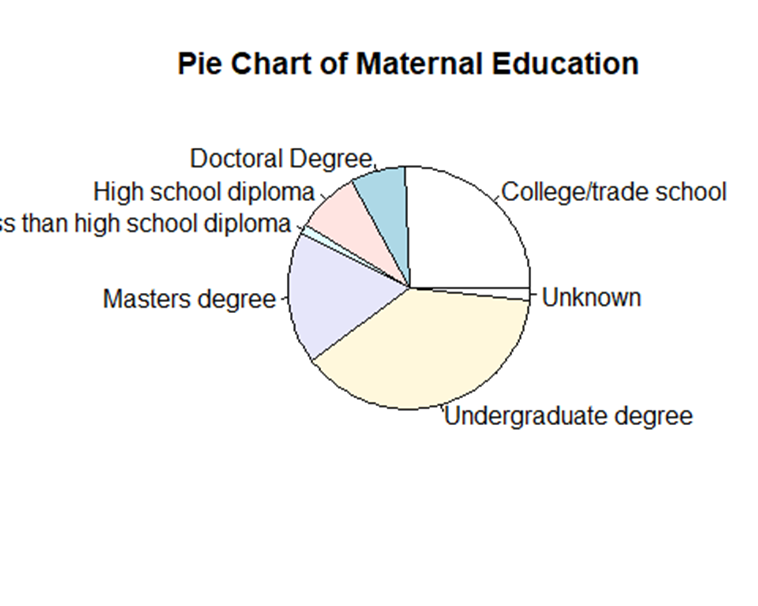 Pie Chart of Maternal Education
Doctoral Degree
High school diploma
College/trade school
ss than high school diploma
Masters degree
Unknown
Undergraduate degree